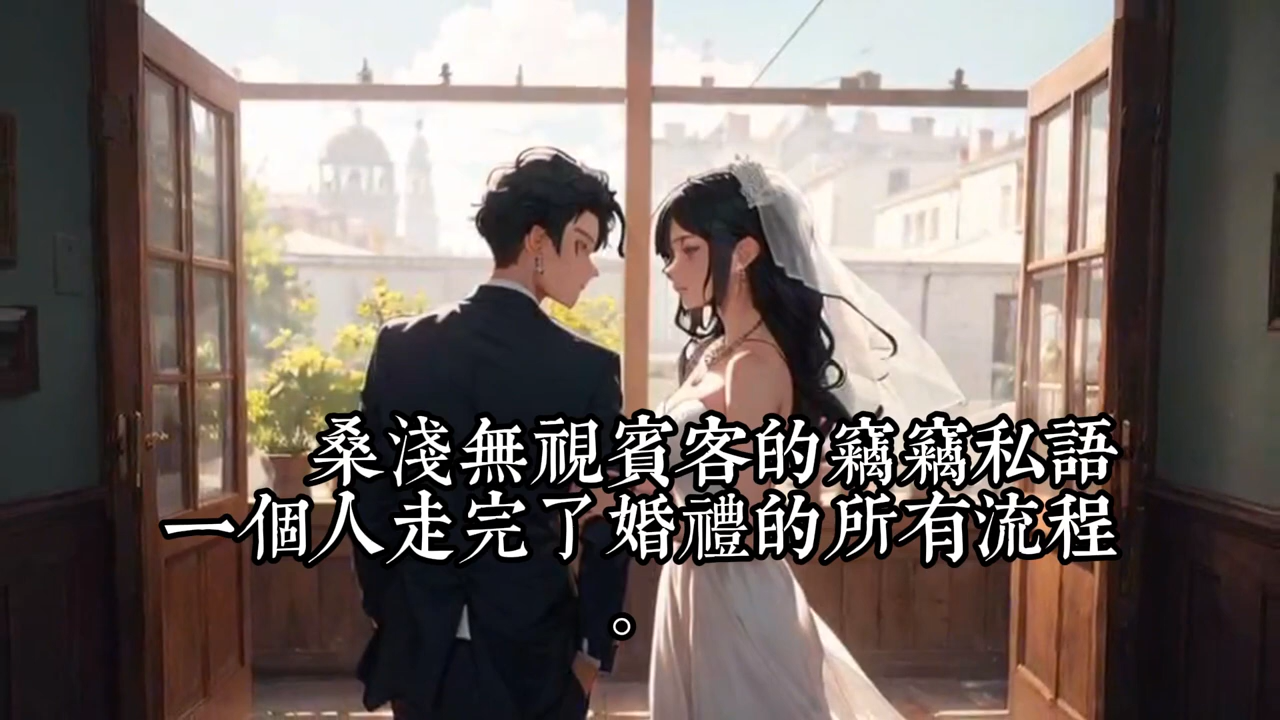 桑淺無視賓客的竊竊私語
一個人走完了婚禮的所有流程
。